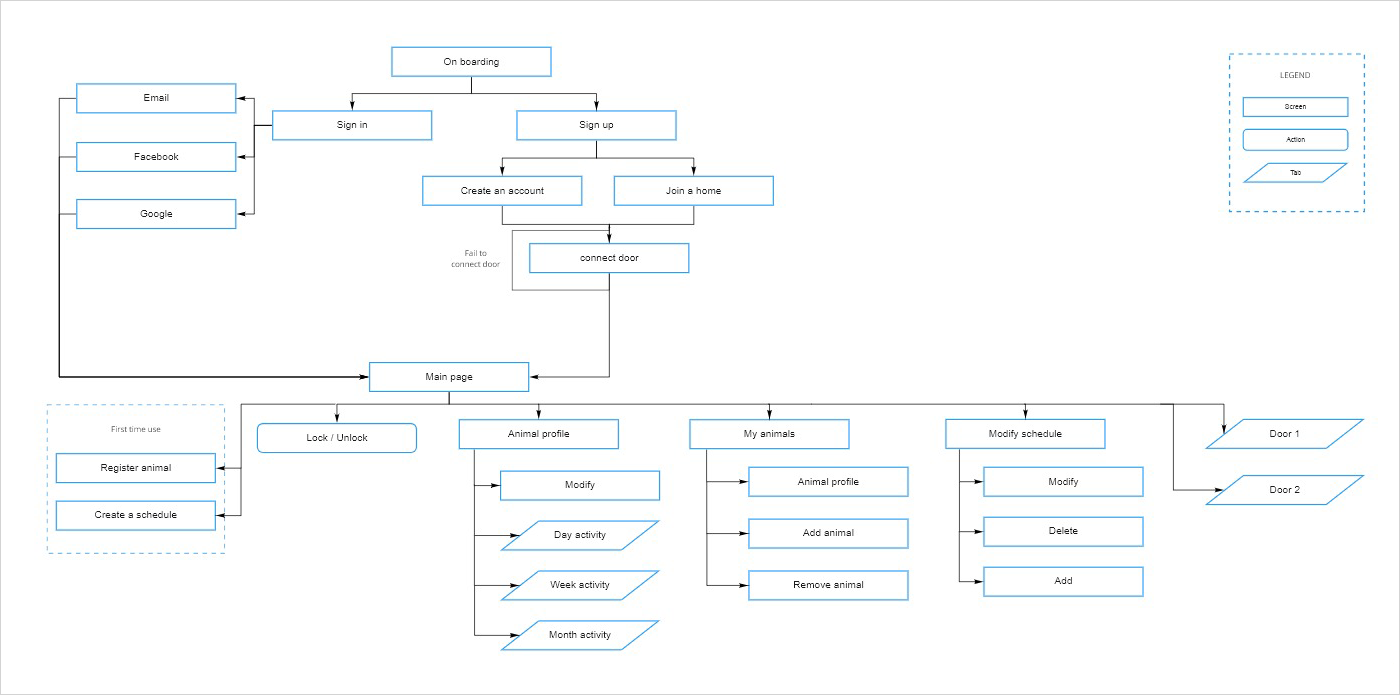 On boarding
LEGEND
Email
Screen
Sign in
Sign up
Action
Facebook
Tab
Create an account
Join a home
Google
Fail to
connect door
connect door
Main page
First time use
Lock / Unlock
Animal profile
My animals
Modify schedule
Door 1
Register animal
Modify
Animal profile
Modify
Door 2
Create a schedule
Day activity
Add animal
Delete
Week activity
Remove animal
Add
Month activity